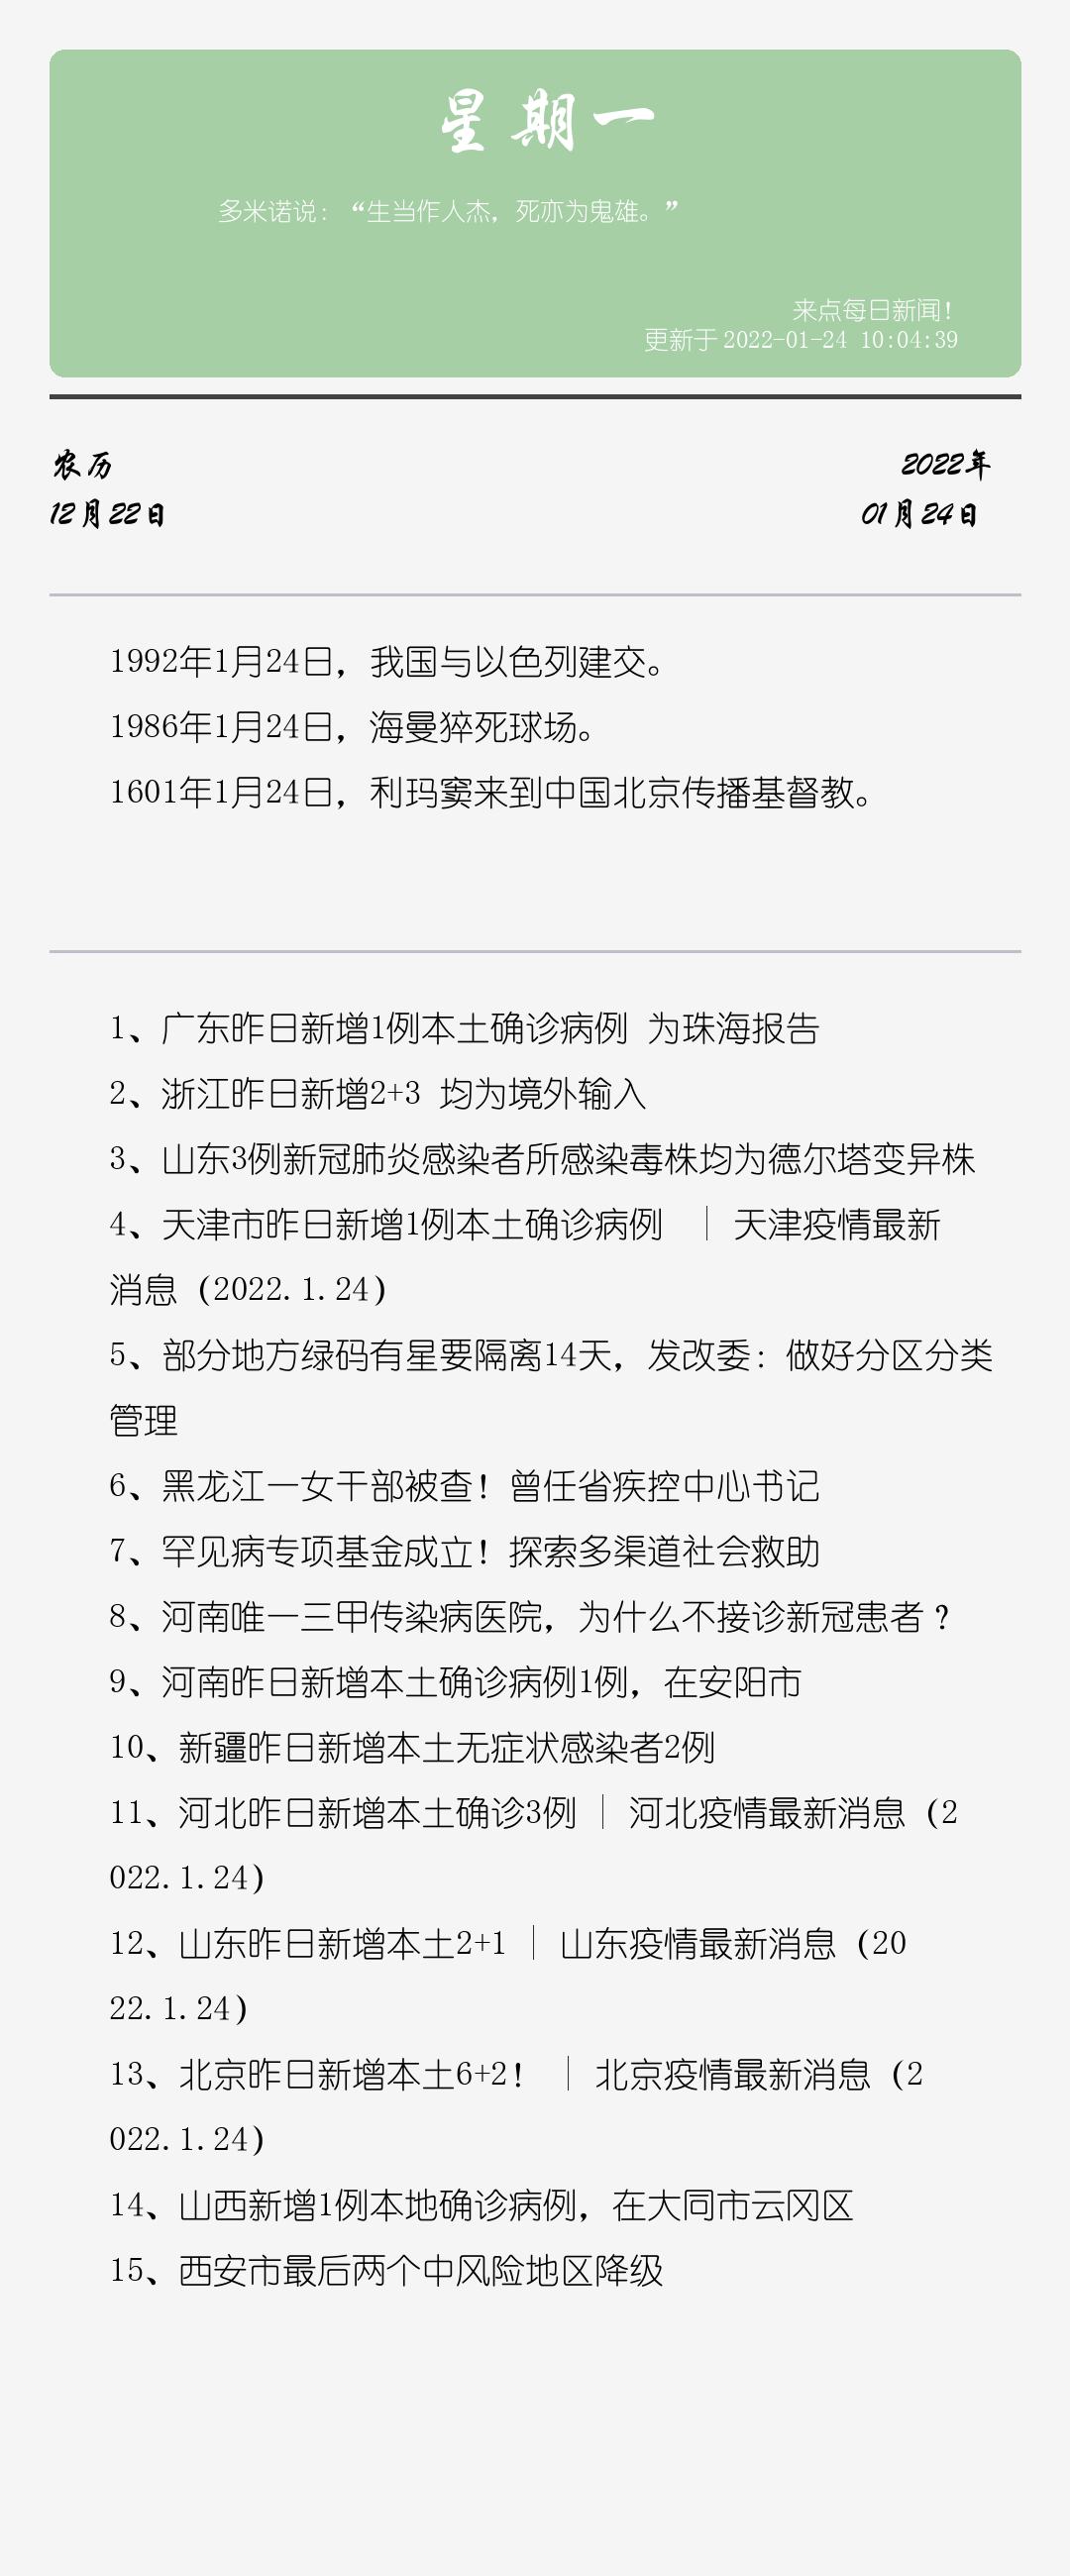 星期一
多米诺说：“生当作人杰，死亦为鬼雄。”
来点每日新闻！
更新于 2022-01-24 10:04:39
农历
2022年
12月22日
01月24日
1992年1月24日，我国与以色列建交。
1986年1月24日，海曼猝死球场。
1601年1月24日，利玛窦来到中国北京传播基督教。
1、广东昨日新增1例本土确诊病例 为珠海报告
2、浙江昨日新增2+3 均为境外输入
3、山东3例新冠肺炎感染者所感染毒株均为德尔塔变异株
4、天津市昨日新增1例本土确诊病例 ｜ 天津疫情最新
消息（2022.1.24）
5、部分地方绿码有星要隔离14天，发改委：做好分区分类
管理
6、黑龙江一女干部被查！曾任省疾控中心书记
7、罕见病专项基金成立！探索多渠道社会救助
8、河南唯一三甲传染病医院，为什么不接诊新冠患者？
9、河南昨日新增本土确诊病例1例，在安阳市
10、新疆昨日新增本土无症状感染者2例
11、河北昨日新增本土确诊3例｜河北疫情最新消息（2
022.1.24）
12、山东昨日新增本土2+1｜山东疫情最新消息（20
22.1.24）
13、北京昨日新增本土6+2！ ｜ 北京疫情最新消息（2
022.1.24）
14、山西新增1例本地确诊病例，在大同市云冈区
15、西安市最后两个中风险地区降级